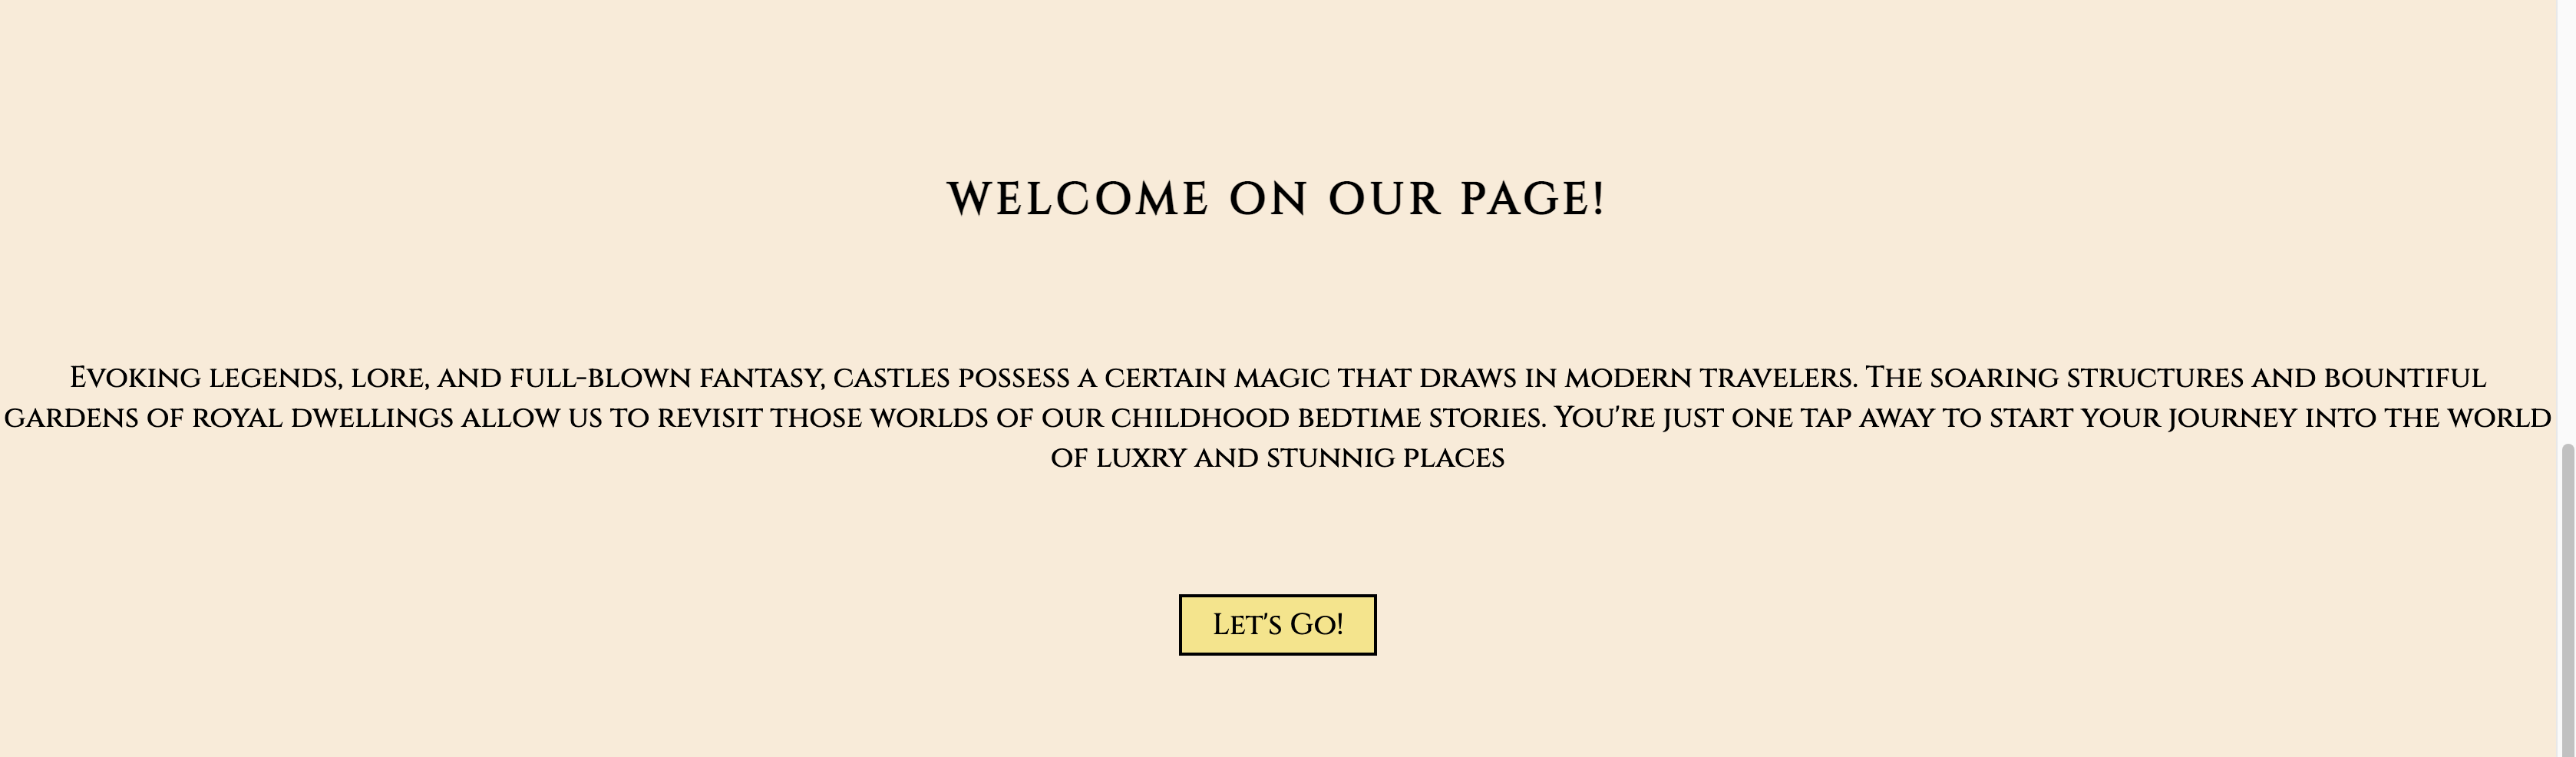 WELCOME ON OUR PAGE!
Evoking legends, lore, and full-blown fantasy, castles possess a certain magic that draws in modern travelers. The soaring structures and bountiful
gardens of royal dwellings allow us to revisit those worlds of our childhood bedtime stories. You're just one tap away to start your journey into the world
of luxry and stunnig places
Let's Go!